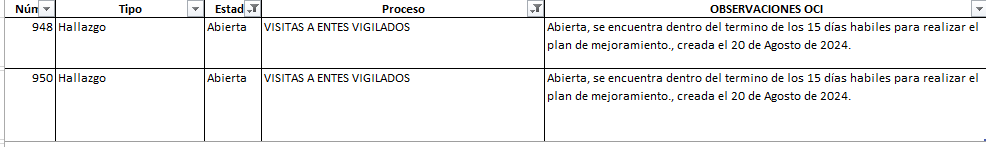 Núm Tipo Estad Proceso OBSERVACIONES OCI
948 Hallazgo Abierta VISITAS A ENTES VIGILADOS Abierta, se encuentra dentro del termino de los 15 días habiles para realizar el
plan de mejoramiento., creada el 20 de Agosto de 2024.
950 Hallazgo Abierta VISITAS A ENTES VIGILADOS Abierta, se encuentra dentro del termino de los 15 días habiles para realizar el
plan de mejoramiento., creada el 20 de Agosto de 2024.